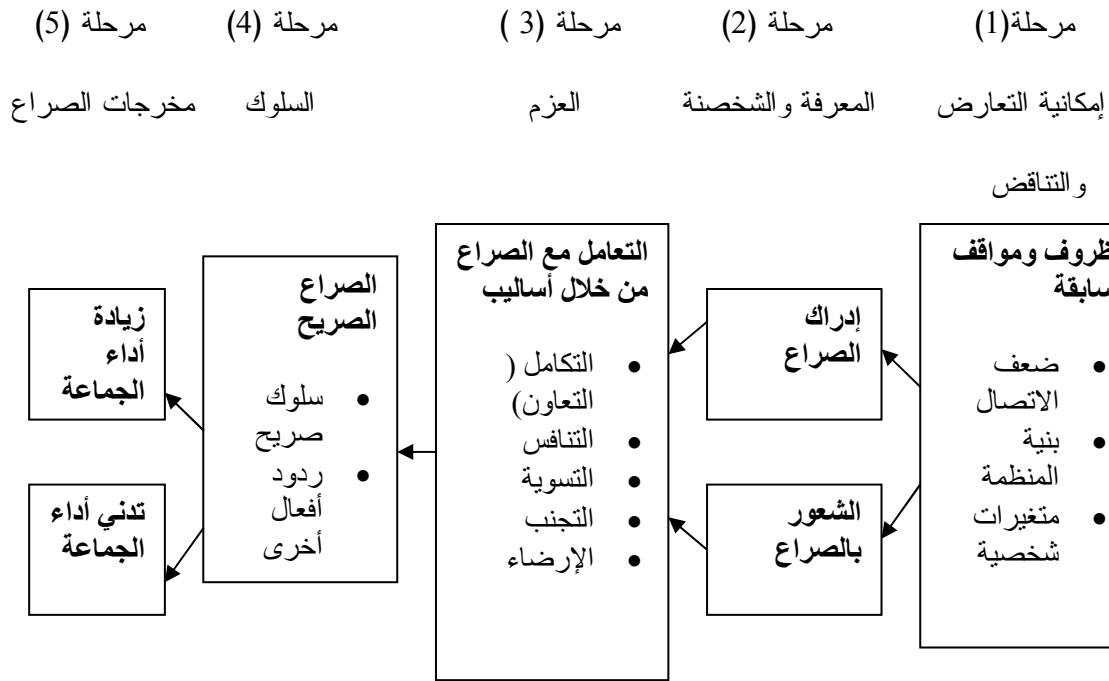 مرحلة(1)
مرحلة (2)
مرحلة (3 )
مرحلة (4)
مرحلة (5)
إمكانية التعارض
والتناقض
المعرفة والشخصنة
العزم
السلوك
مخرجات الصراع
ظروف ومواقف
سابقة
• ضعف
الاتصال
• بنية
المنظمة
• متغيرات
شخصية
إدراك
الصراع
الشعور
بالصراع
التعامل مع الصراع
من خلال أساليب
• التكامل (
التعاون)
• التنافس
• التسوية
• التجنب
• الإرضاء
الصراع
الصريح
• سلوك
صريح
• ردود
أفعال
أخرى
زيادة
أداء
الجماعة
تدني أداء
الجماعة